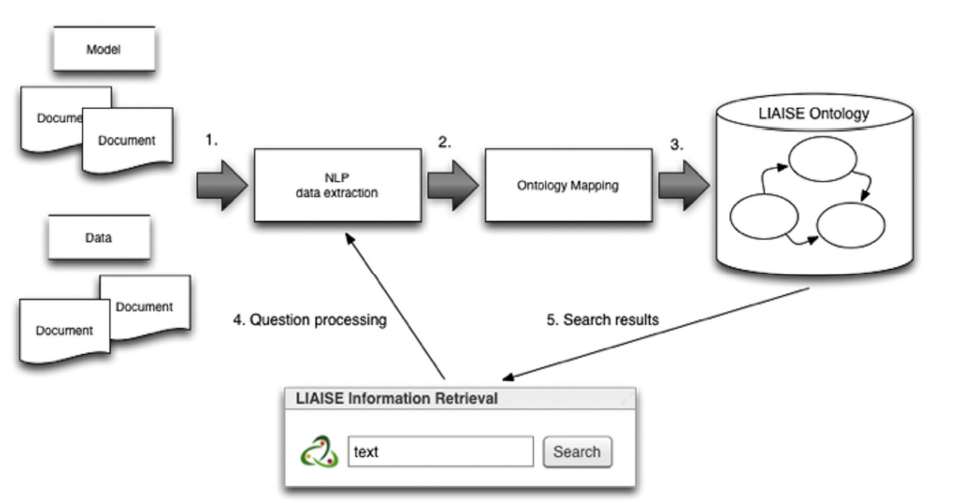 Model
Docume
Document
1.
NLP
data extraction
2.
Ontology Mapping
3.
LIAISE Ontology
Data
Document
Document
4. Question processing
5. Search results
LIAISE Information Retrieval
text
Search